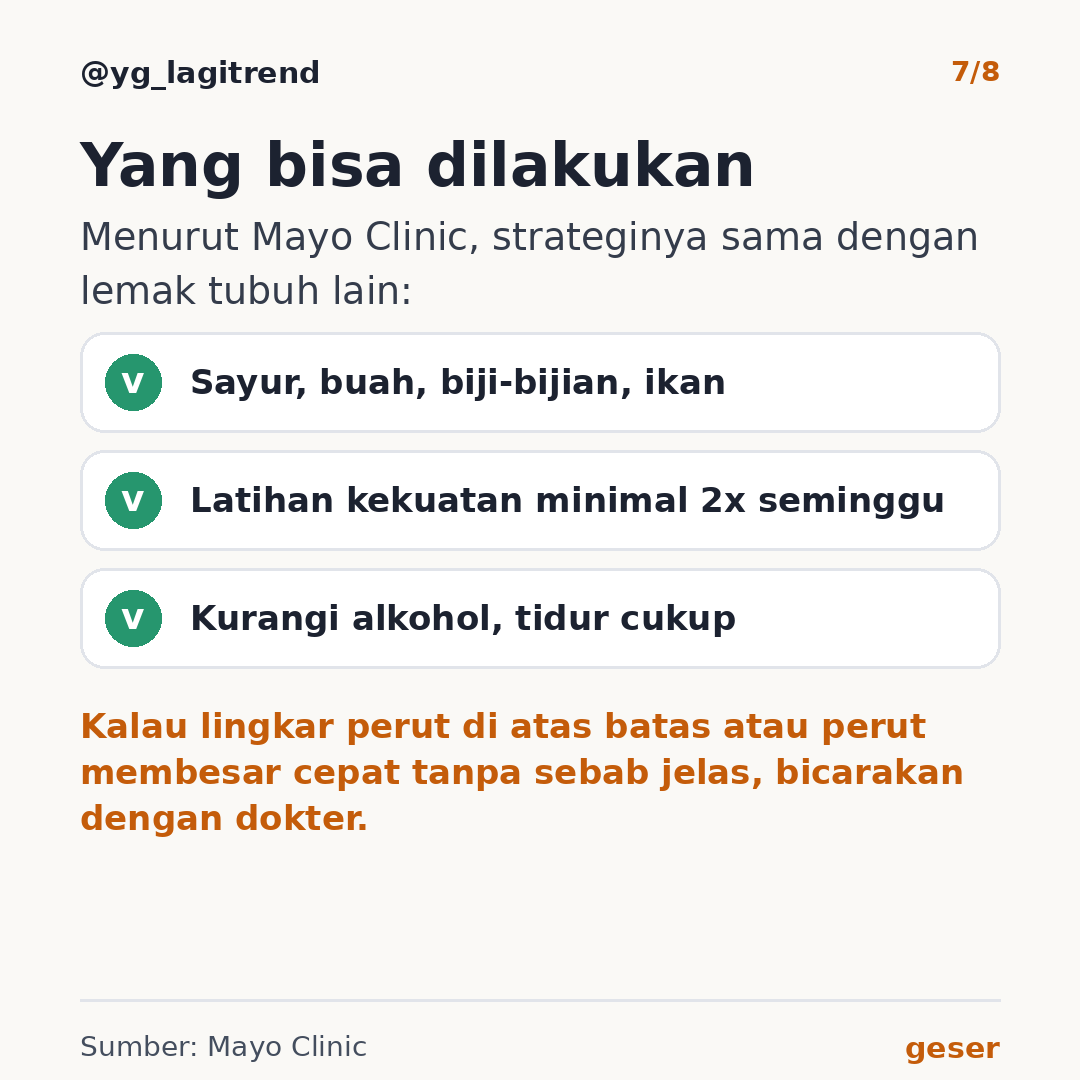 @yg_lagitrend
7/8
Yang bisa dilakukan
Menurut Mayo Clinic, strateginya sama dengan
lemak tubuh lain:
v Sayur, buah, biji-bijian, ikan
v Latihan kekuatan minimal 2x seminggu
v Kurangi alkohol, tidur cukup
Kalau lingkar perut di atas batas atau perut
membesar cepat tanpa sebab jelas, bicarakan
dengan dokter.
Sumber: Mayo Clinic
geser